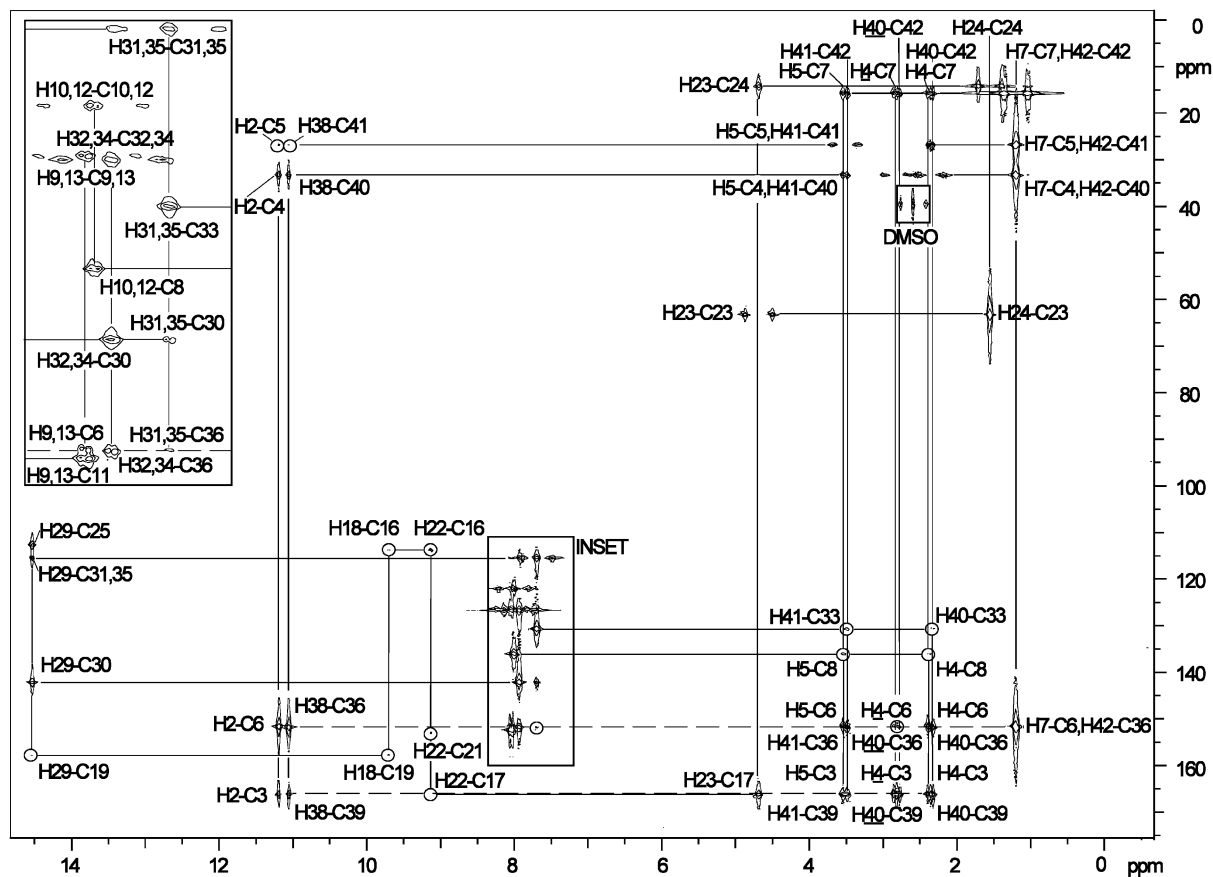 0
H31,35-C31,35
H40-C42
H24-C24
H41-C42
H40-C42
H7-C7,H42-C42
ppm
H5-C7
H4-C7
H4-C7
H10,12-C10,12
H23-C24
20
H2-C5
H38-C41
H5-C5,H41-C41
H32,34-C32,34
H7-C5,H42-C41
H9,13-C9,13
H38-C40
H5-C4,H41-C40
H7-C4,H42-C40
H2-C4
40
H31,35-C33
DMSO
H10,12-C8
60
H23-C23
H24-C23
H31,35-C30
H32,34-C30
80
H9,13-C6
H31,35-C36
H32,34-C36
H9,13-C11
100
H29-C25
H18-C16
H22-C16
INSET
H29-C31,35
120
H41-C33
H40-C33
H29-C30
H5-C8
H4-C8
140
H2-C6
H38-C36
H5-C6
H4-C6
H4-C6
H7-C6,H42-C36
H41-C36
H40-C36
H40-C36
H22-C21
H29-C19
H18-C19
H22-C17
H23-C17
H5-C3
H4-C3
H4-C3
160
H2-C3
H38-C39
H41-C39
H40-C39
H40-C39
14
12
10
8
6
4
2
0
ppm